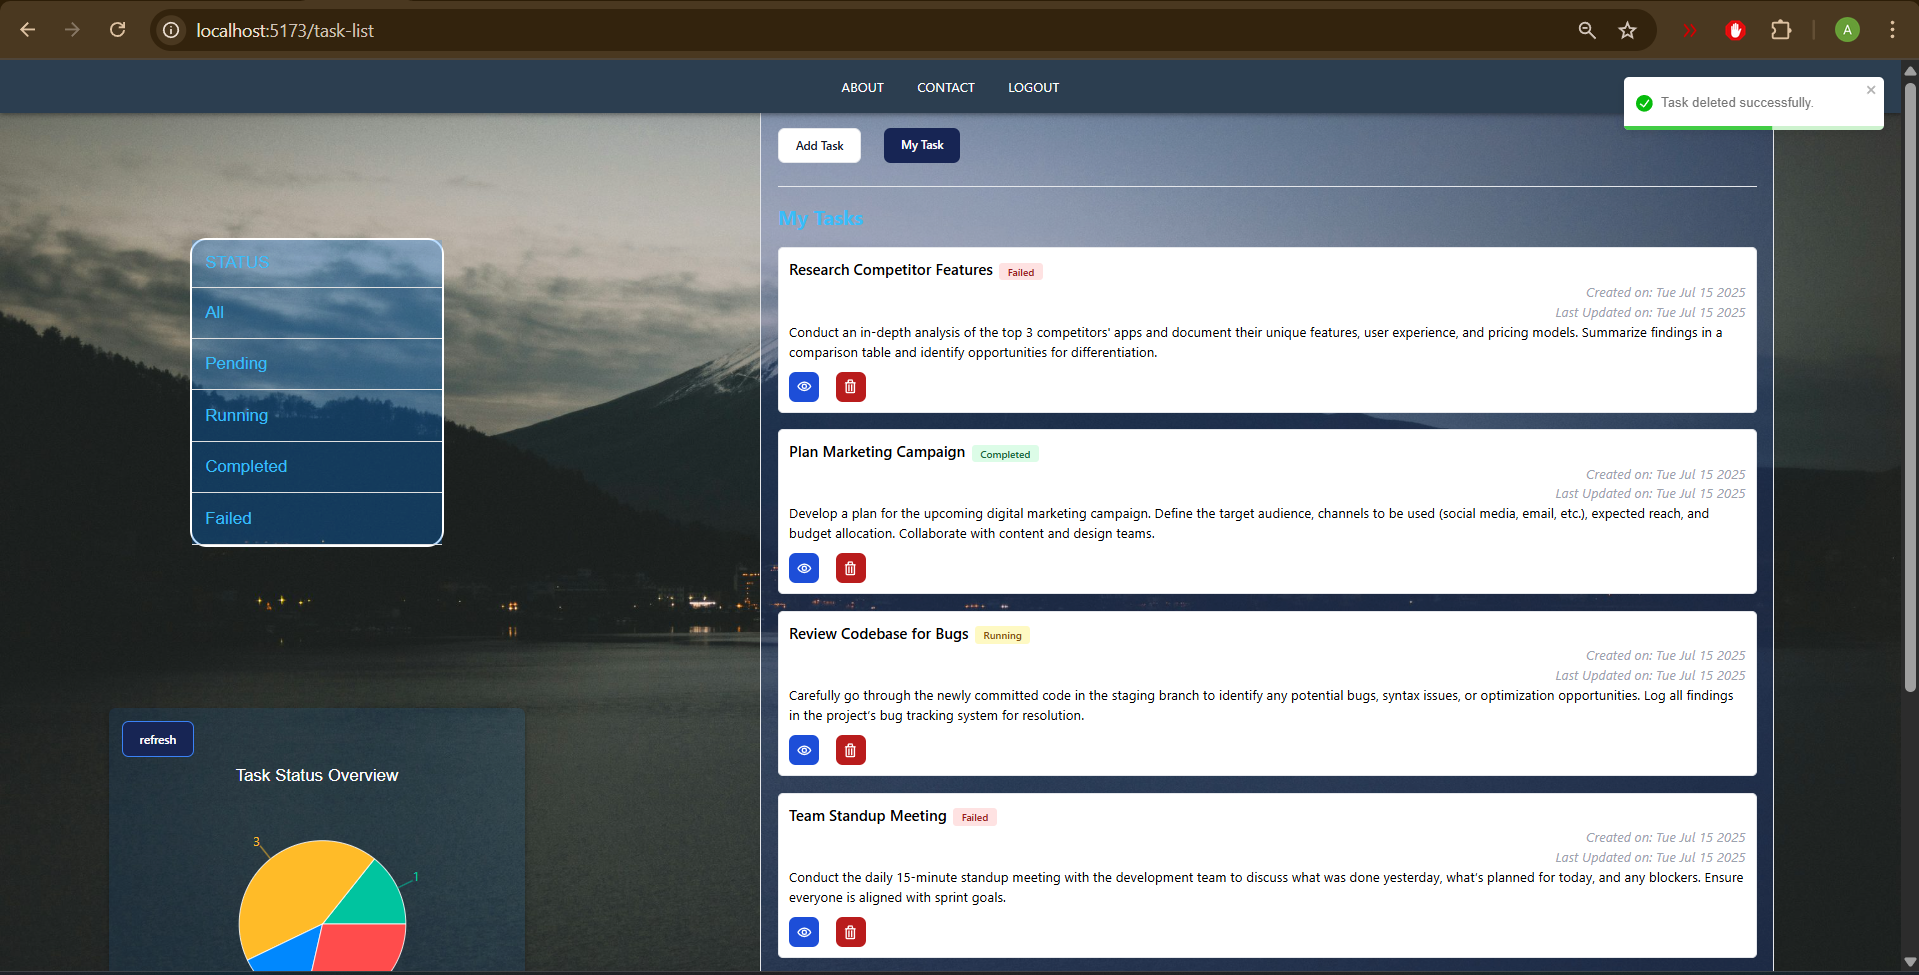 localhost:5173/task-list
A
ABOUT
CONTACT
LOGOUT
Task deleted successfully.
Add Task
My Task
My Tasks
STATUS
All
Pending
Running
Completed
Failed
refresh
Task Status Overview
3
1
Research Competitor Features
Failed
Created on: Tue Jul 15 2025
Last Updated on: Tue Jul 15 2025
Conduct an in-depth analysis of the top 3 competitors' apps and document their unique features, user experience, and pricing models. Summarize findings in a
comparison table and identify opportunities for differentiation.
Plan Marketing Campaign
Completed
Created on: Tue Jul 15 2025
Last Updated on: Tue Jul 15 2025
Develop a plan for the upcoming digital marketing campaign. Define the target audience, channels to be used (social media, email, etc.), expected reach, and
budget allocation. Collaborate with content and design teams.
Review Codebase for Bugs
Running
Created on: Tue Jul 15 2025
Last Updated on: Tue Jul 15 2025
Carefully go through the newly committed code in the staging branch to identify any potential bugs, syntax issues, or optimization opportunities. Log all findings
in the project's bug tracking system for resolution.
Team Standup Meeting
Failed
Created on: Tue Jul 15 2025
Last Updated on: Tue Jul 15 2025
Conduct the daily 15-minute standup meeting with the development team to discuss what was done yesterday, what's planned for today, and any blockers. Ensure
everyone is aligned with sprint goals.